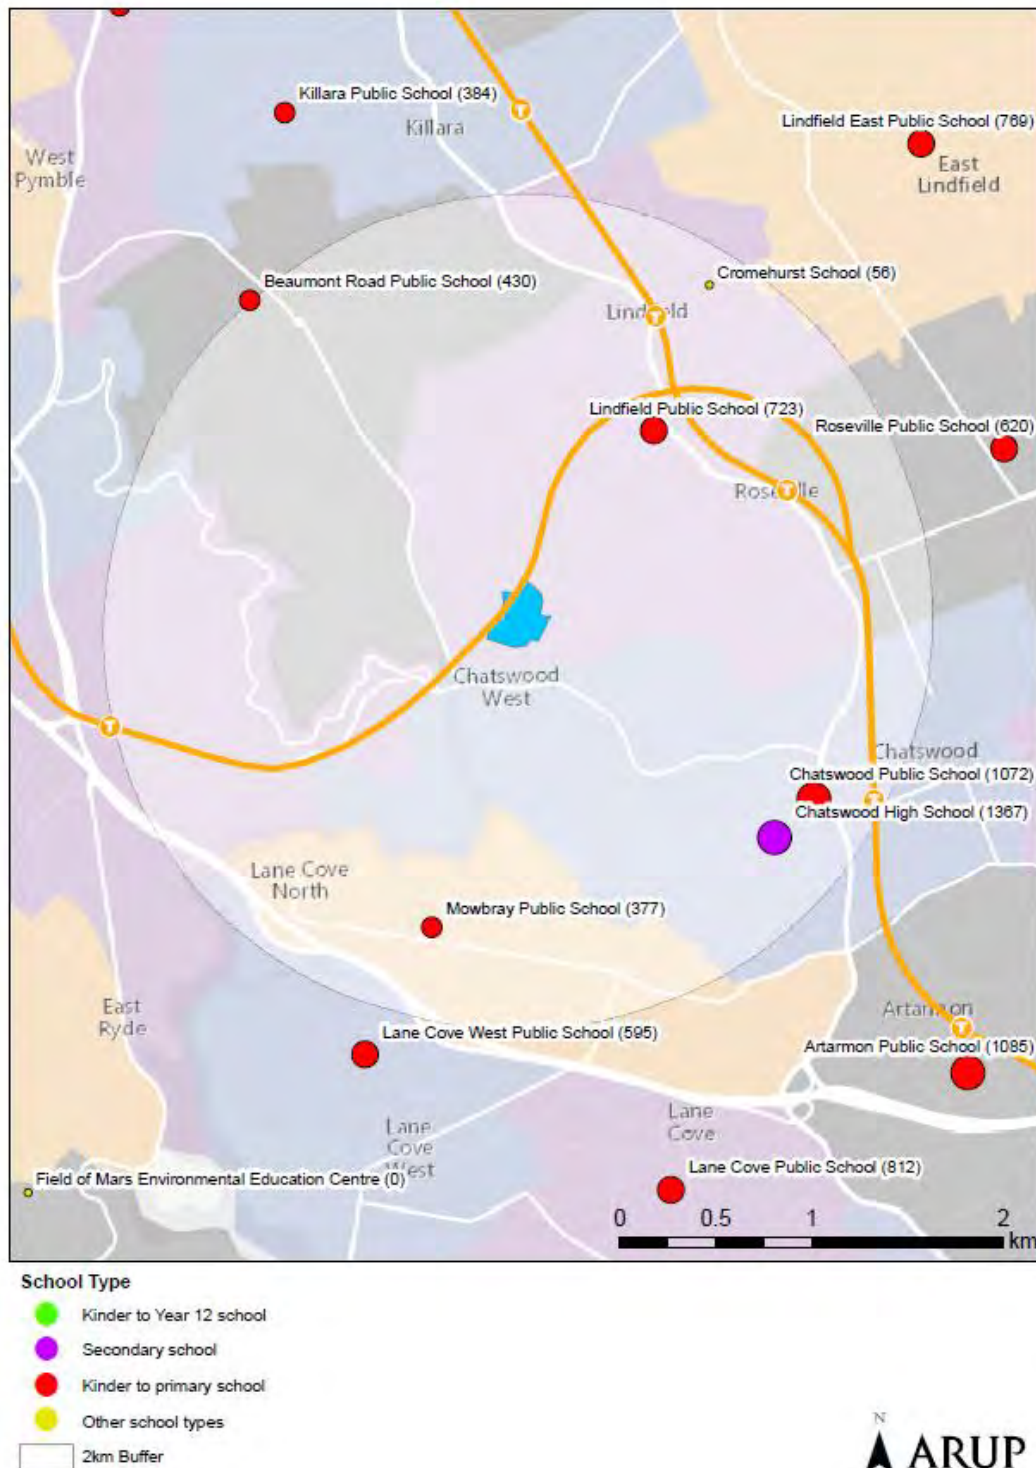 Killara Public School (384)
Killara
Lindfield East Public School (769)
East
Lindfield
West
Pymble
Beaumont Road Public School (430)
Cromehurst School (56)
Lindfield
Lindfield Public School (723)
Roseville Public School (620)
Roseville
Chatswood
West
Chatswood
Chatswood Public School (1072)
Chatswood High School (1367)
Lane Cove
North
Mowbray Public School (377)
East
Ryde
Artarmon
Lane Cove West Public School (595)
Artarmon Public School (1085)
Lane
Cove
West
Lane
Cove
Lane Cove Public School (812)
Field of Mars Environmental Education Centre (0)
0 0.5 1 2
km
School Type
Kinder to Year 12 school
Secondary school
Kinder to primary school
Other school types
2km Buffer
N
ARUP